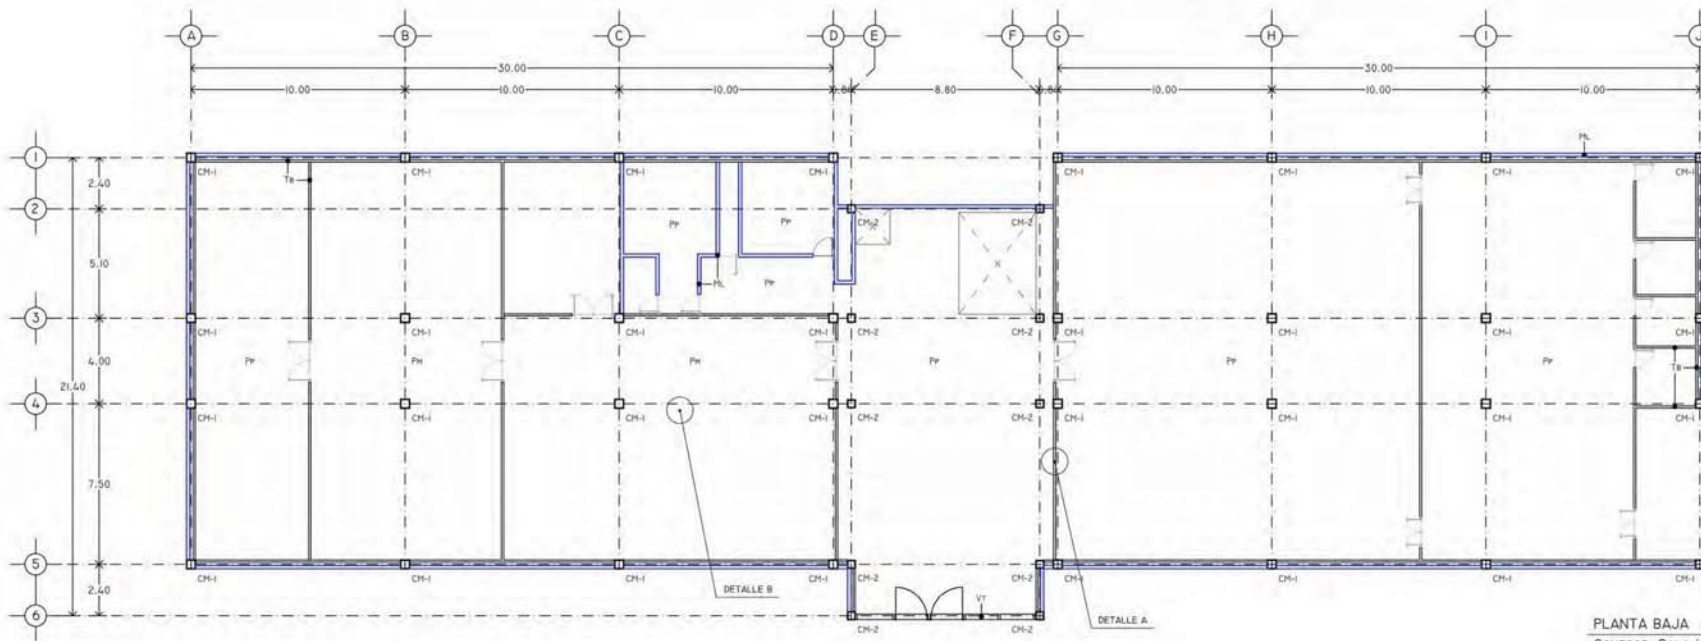 A B C D E F G H I J
30.00 30.00
10.00 10.00 10.00 0.80 8.80 10.00 10.00 10.00
ML
1
CM-1 CM-1 CM-1 CM-1 CM-1 CM-1 CM-1 CM-1
TB
2.40
2
PP PP CM-2 CM-2
5.10
ML PP
3
CM-1 CM-1 CM-1 CM-1 CM-2 CM-2 CM-1 CM-1 CM-1 CM-1
4.00
PP PM PM PP PP PP
TB
21.40
4
CM-1 CM-1 CM-1 CM-1 CM-2 CM-2 CM-1 CM-1 CM-1 CM-1
7.50
5
CM-1 CM-1 CM-1 CM-1 CM-2 CM-2 CM-1 CM-1 CM-1 CM-1
2.40
DETALLE B
VT
6
CM-2 CM-2
DETALLE A
PLANTA BAJA